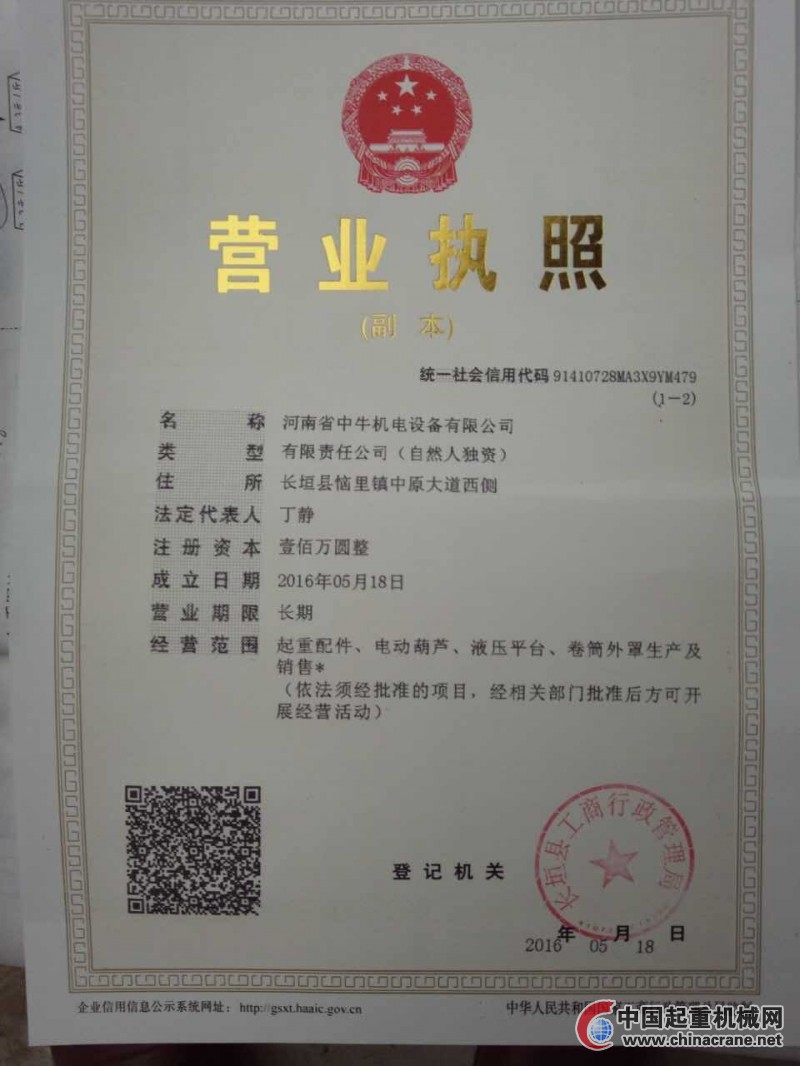 营业执照
(副 本)
统一社会信用代码 91410728MA3X9YM479
(1-2)
名 称 河南省中牛机电设备有限公司
类 型 有限责任公司（自然人独资）
住 所 长垣县恼里镇中原大道西侧
法定代表人 丁静
注册资本 壹佰万圆整
成立日期 2016年05月18日
营业期限 长期
经营范围 起重配件、电动葫芦、液压平台、卷筒外罩生产及
销售*
（依法须经批准的项目，经相关部门批准后方可开
展经营活动）
长垣县工商行政管理局
登记机关
2016 年 05 月 18 日
企业信用信息公示系统网址： http://gsxt.haaic.gov.cn
中华人民共和国
中国起重机械网
www.chinacrane.net